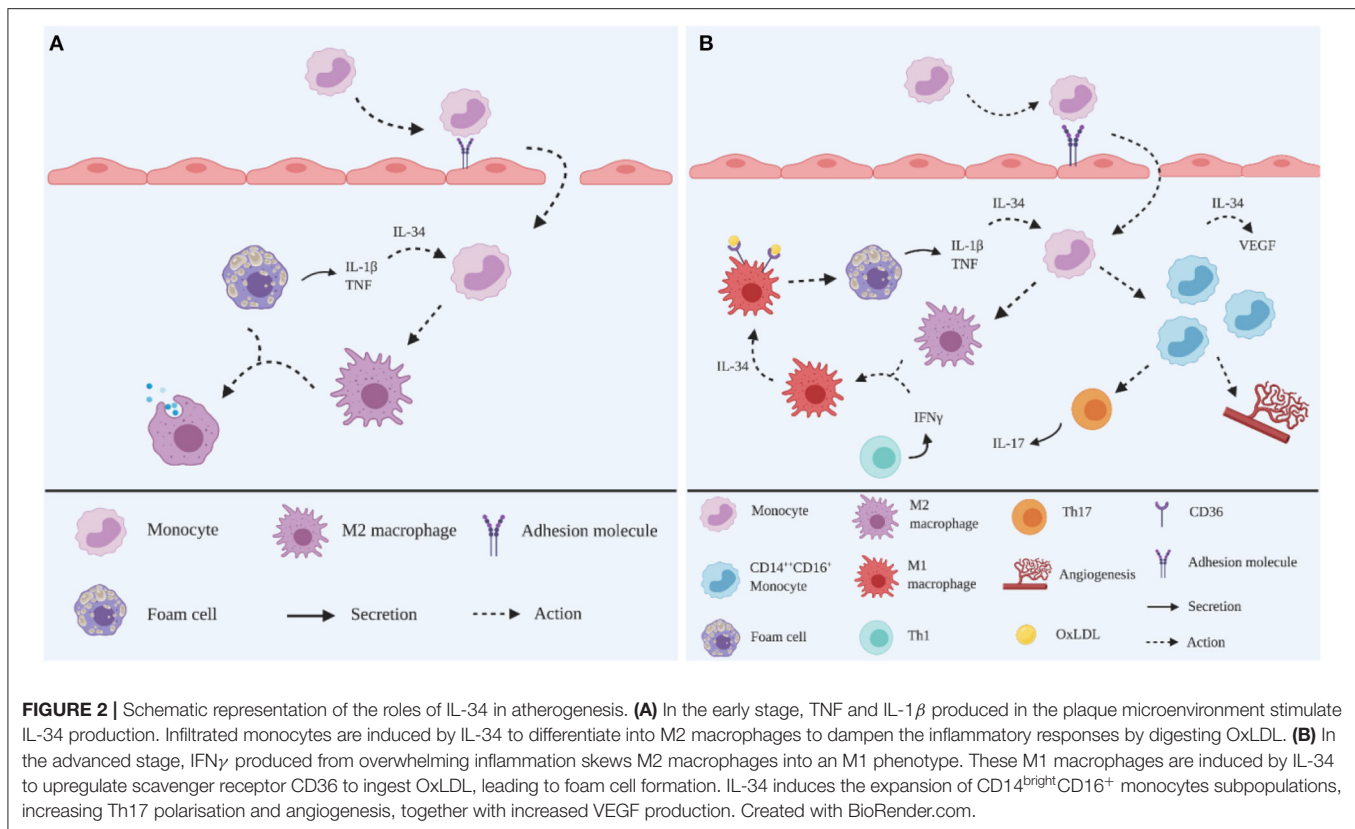 A
IL-34
IL-1β
TNF
Monocyte
M2 macrophage
Adhesion molecule
Foam cell
Secretion
Action
B
IL-34
IL-34
VEGF
IL-1β
TNF
IL-34
IFNγ
IL-17
Monocyte
M2
macrophage
Th17
CD36
CD14⁺⁺CD16⁺
Monocyte
M1
macrophage
Angiogenesis
Adhesion molecule
Secretion
Foam cell
Th1
OxLDL
Action
FIGURE 2 | Schematic representation of the roles of IL-34 in atherogenesis. (A) In the early stage, TNF and IL-1β produced in the plaque microenvironment stimulate
IL-34 production. Infiltrated monocytes are induced by IL-34 to differentiate into M2 macrophages to dampen the inflammatory responses by digesting OxLDL. (B) In
the advanced stage, IFNγ produced from overwhelming inflammation skews M2 macrophages into an M1 phenotype. These M1 macrophages are induced by IL-34
to upregulate scavenger receptor CD36 to ingest OxLDL, leading to foam cell formation. IL-34 induces the expansion of CD14brightCD16⁺ monocytes subpopulations,
increasing Th17 polarisation and angiogenesis, together with increased VEGF production. Created with BioRender.com.